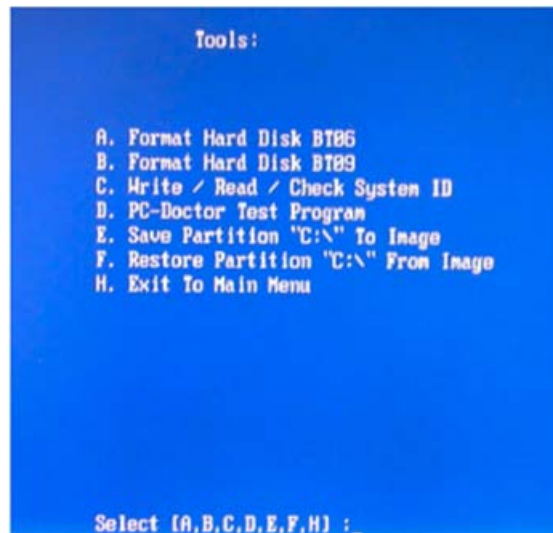 Tools:
A. Format Hard Disk BT06
B. Format Hard Disk BT09
C. Write / Read / Check System ID
D. PC-Doctor Test Program
E. Save Partition "C:\" To Image
F. Restore Partition "C:\" From Image
H. Exit To Main Menu
Select [A,B,C,D,E,F,H] :_